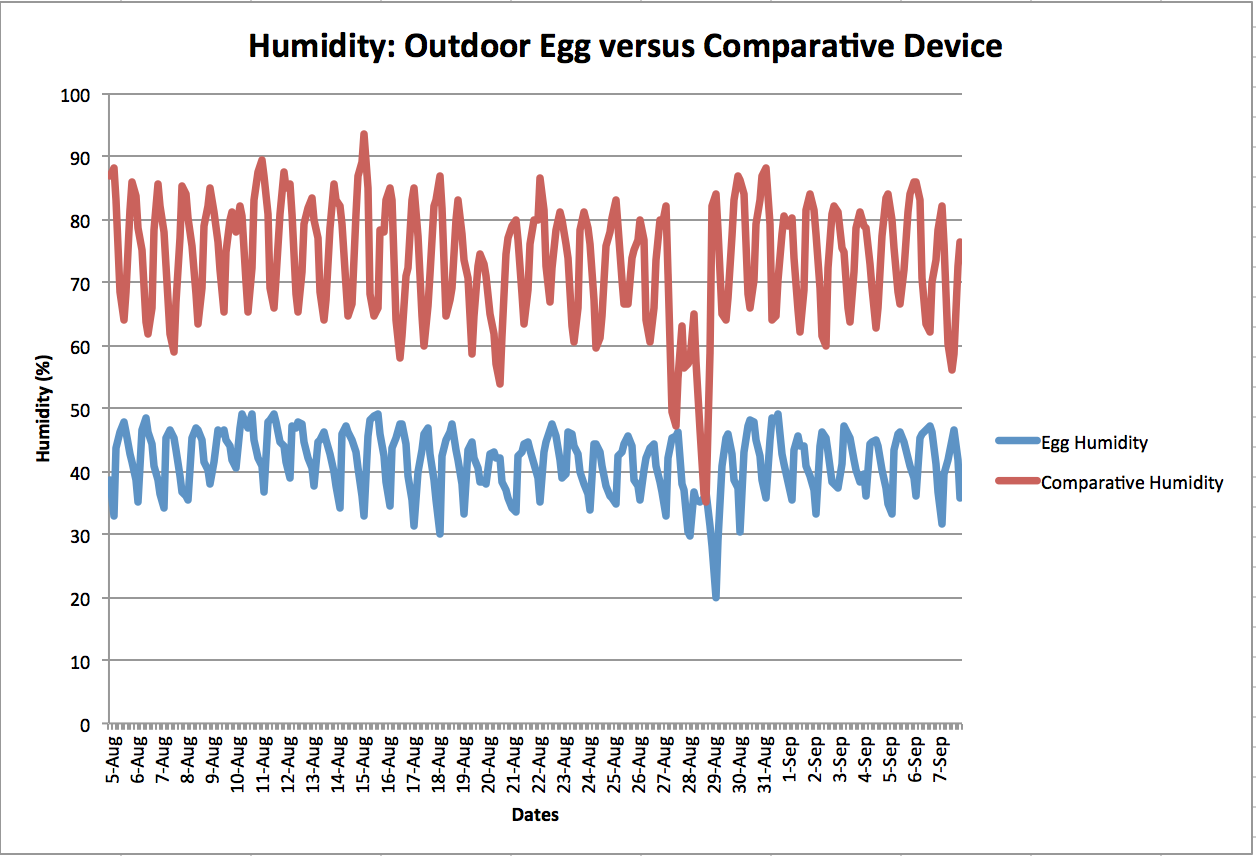 Humidity: Outdoor Egg versus Comparative Device
100
90
80
70
60
50
40
30
20
10
0
Humidity (%)
5-Aug
6-Aug
7-Aug
8-Aug
9-Aug
10-Aug
11-Aug
12-Aug
13-Aug
14-Aug
15-Aug
16-Aug
17-Aug
18-Aug
19-Aug
20-Aug
21-Aug
22-Aug
23-Aug
24-Aug
25-Aug
26-Aug
27-Aug
28-Aug
29-Aug
30-Aug
31-Aug
1-Sep
2-Sep
3-Sep
4-Sep
5-Sep
6-Sep
7-Sep
Dates
Egg Humidity
Comparative Humidity